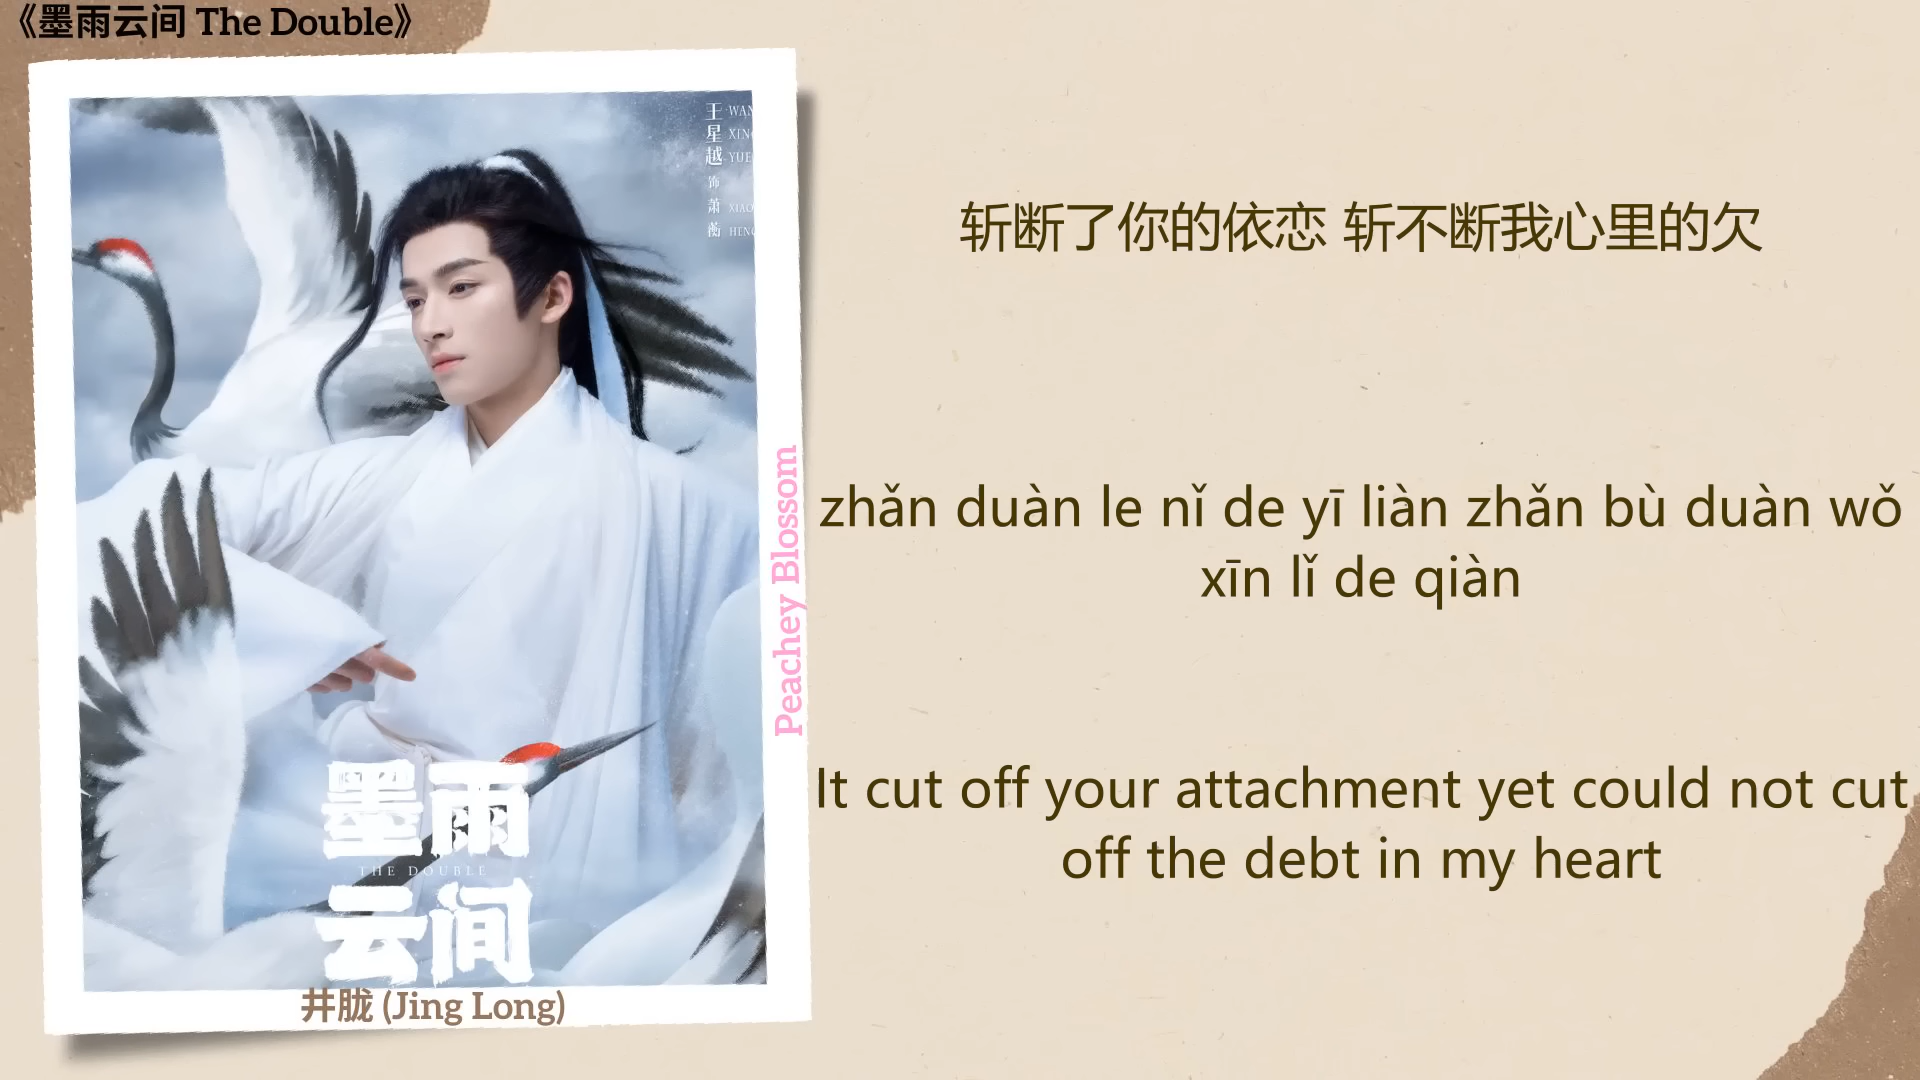 《墨雨云间 The Double》
王星越 饰 萧蘅
WAN
XIN
YUE
XIAO
HENG
斩断了你的依恋 斩不断我心里的欠
zhǎn duàn le nǐ de yī liàn zhǎn bù duàn wǒ
xīn lǐ de qiàn
It cut off your attachment yet could not cut
off the debt in my heart
Peachey Blossom
墨雨
THE DOUBLE
云间
井胧 (Jing Long)